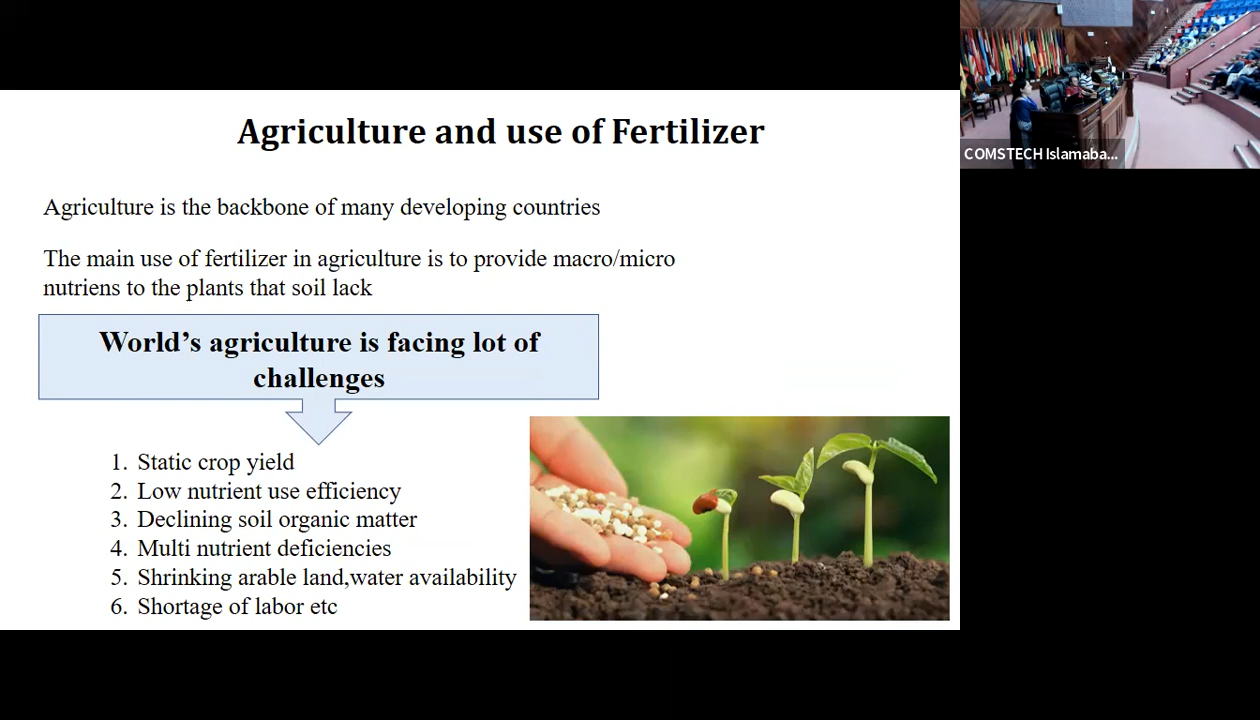 Agriculture and use of Fertilizer
Agriculture is the backbone of many developing countries
The main use of fertilizer in agriculture is to provide macro/micro
nutriens to the plants that soil lack
World's agriculture is facing lot of
challenges
1. Static crop yield
2. Low nutrient use efficiency
3. Declining soil organic matter
4. Multi nutrient deficiencies
5. Shrinking arable land,water availability
6. Shortage of labor etc
COMSTECH Islamaba...